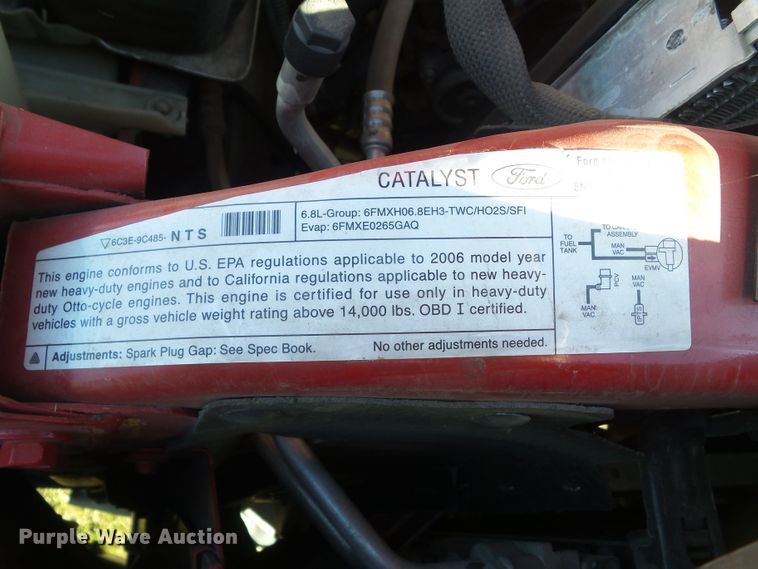 CATALYST Ford Ford
6C3E-9C485- NTS
6.8L-Group: 6FMXH06.8EH3-TWC/HO2S/SFI
Evap: 6FMXE0265GAQ
This engine conforms to U.S. EPA regulations applicable to 2006 model year
new heavy-duty engines and to California regulations applicable to new heavy-
duty Otto-cycle engines. This engine is certified for use only in heavy-duty
vehicles with a gross vehicle weight rating above 14,000 lbs. OBD I certified.
Adjustments: Spark Plug Gap: See Spec Book. No other adjustments needed.
EN
TO
FUEL
TANK
TO
ASSEMBLY
MAN
VAC
EVMV
PCV
MAN
VAC
MAN
VAC
Purple Wave Auction